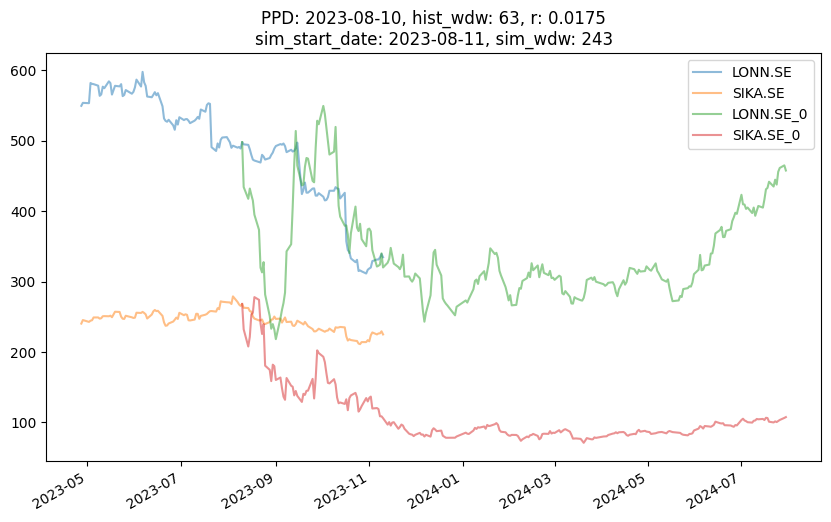 PPD: 2023-08-10, hist_wdw: 63, r: 0.0175
sim_start_date: 2023-08-11, sim_wdw: 243
LONN.SE
SIKA.SE
LONN.SE_0
SIKA.SE_0
600
500
400
300
200
100
2023-05
2023-07
2023-09
2023-11
2024-01
2024-03
2024-05
2024-07